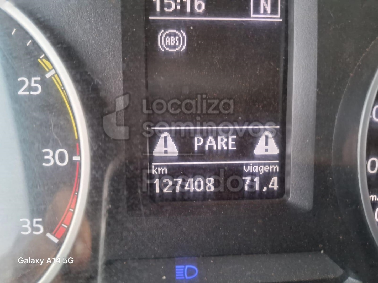 15:16 N
ABS
25
Localiza
seminovos
PARE
30
km viagem
127408 71,4
35
Galaxy A14 5G